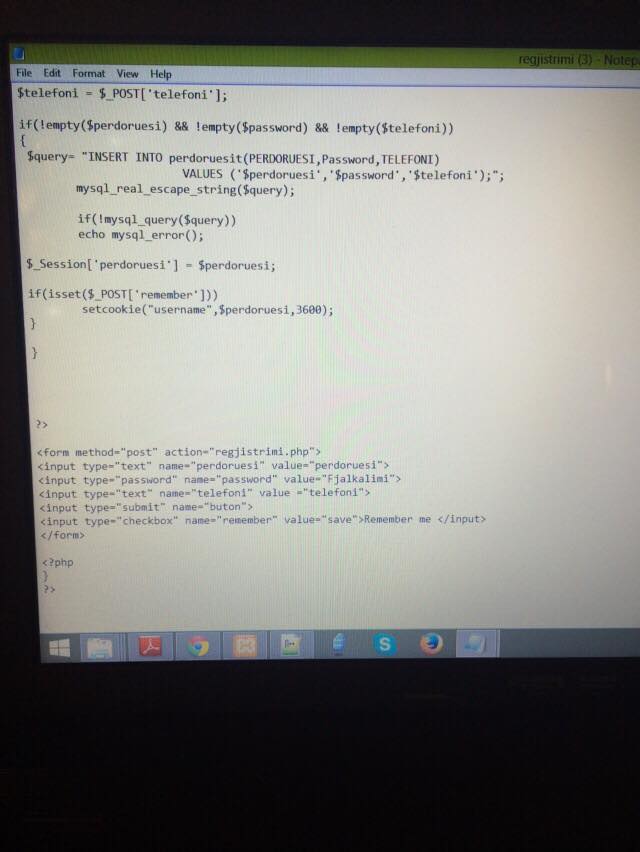 regjistrimi (3) - Notepa
File Edit Format View Help
$telefoni = $_POST['telefoni'];
if(!empty($perdoruesi) && !empty($password) && !empty($telefoni))
{
$query= "INSERT INTO perdoruesit(PERDORUESI,Password,TELEFONI)
VALUES ('$perdoruesi','$password','$telefoni');";
mysql_real_escape_string($query);
if(!mysql_query($query))
echo mysql_error();
$_Session['perdoruesi'] = $perdoruesi;
if(isset($_POST['remember']))
setcookie("username",$perdoruesi,3600);
}
}
?>
<form method="post" action="regjistrimi.php">
<input type="text" name="perdoruesi" value="perdoruesi">
<input type="password" name="password" value="Fjalkalimi">
<input type="text" name="telefoni" value ="telefoni">
<input type="submit" name="buton">
<input type="checkbox" name="remember" value="save">Remember me </input>
</form>
<?php
}
?>